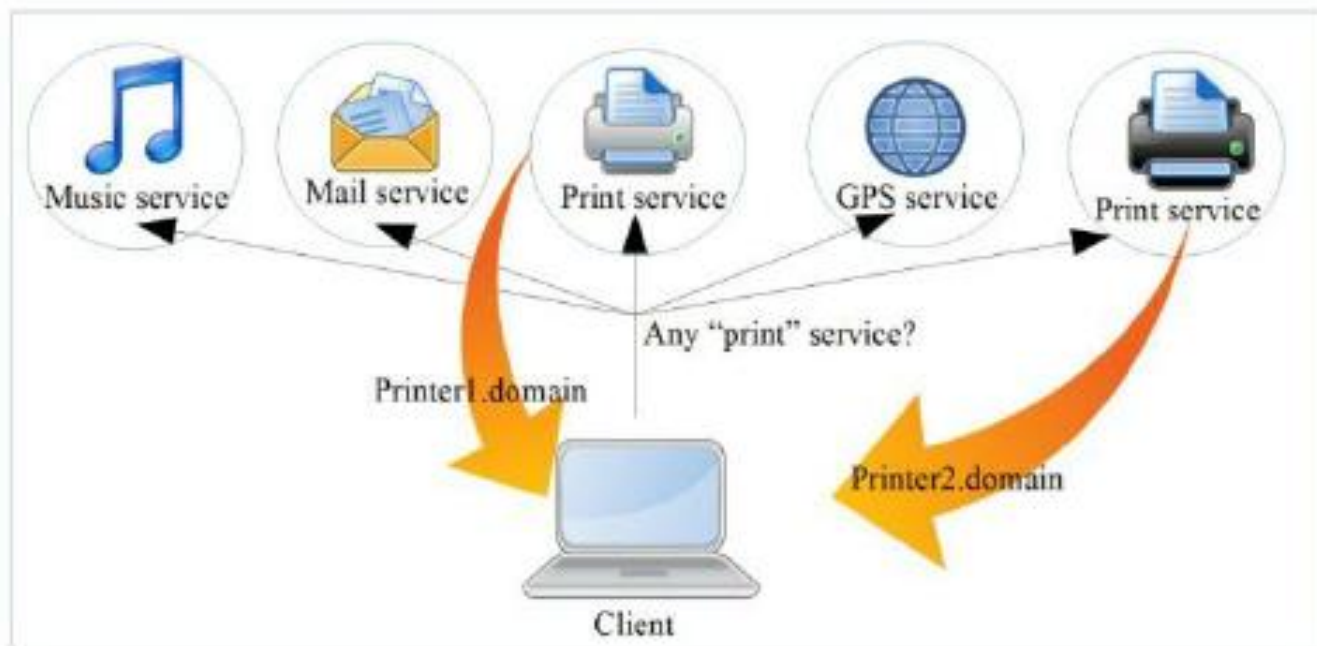 Music service
Mail service
Print service
GPS service
Print service
Any “print” service?
Printer1.domain
Printer2.domain
Client